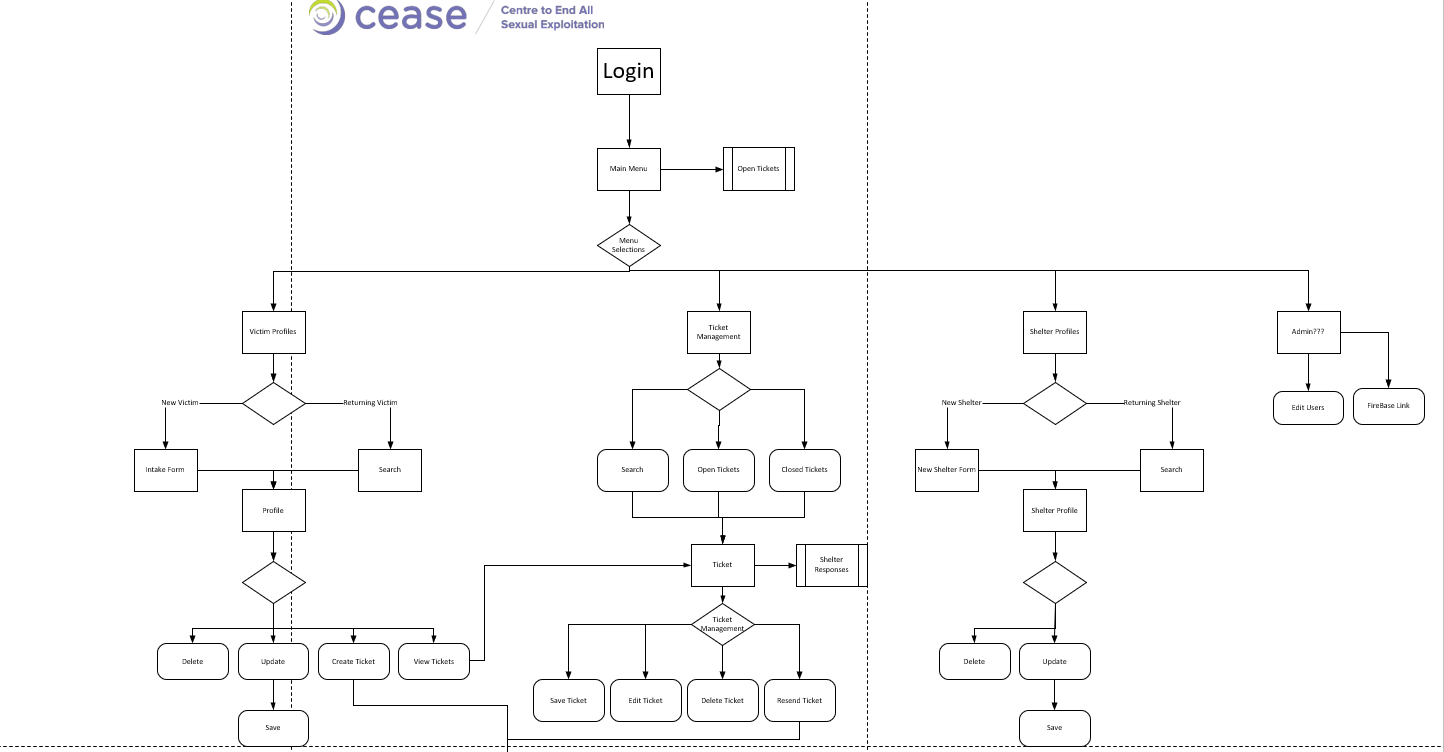 cease
Centre to End All
Sexual Exploitation
Login
Main Menu
Open Tickets
Menu
Selections
Victim Profiles
Ticket
Management
Shelter Profiles
Admin???
New Victim
Returning Victim
New Shelter
Returning Shelter
Edit Users
FireBase Link
Intake Form
Search
Search
Open Tickets
Closed Tickets
New Shelter Form
Search
Profile
Shelter Profile
Ticket
Shelter
Responses
Ticket
Management
Delete
Update
Create Ticket
View Tickets
Delete
Update
Save Ticket
Edit Ticket
Delete Ticket
Resend Ticket
Save
Save